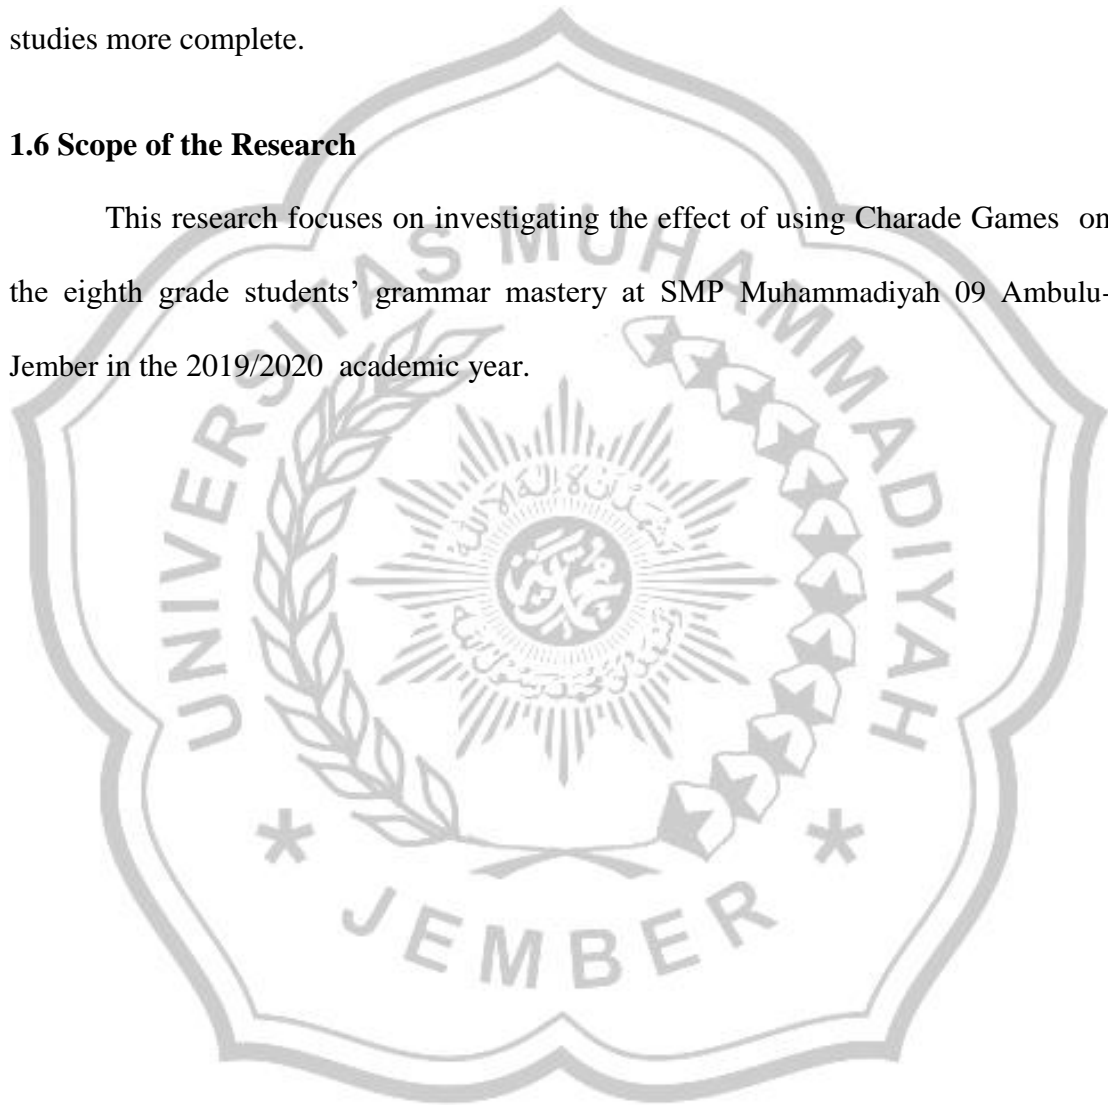 studies more complete.
1.6 Scope of the Research
This research focuses on investigating the effect of using Charade Games on
the eighth grade students’ grammar mastery at SMP Muhammadiyah 09 Ambulu-
Jember in the 2019/2020 academic year.
UNIVERSITAS MUHAMMADIYAH
* JEMBER *